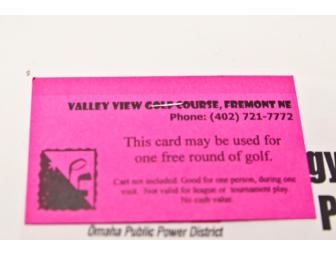 VALLEY VIEW GOLF COURSE, FREMONT NE
Phone: (402) 721-7772
This card may be used for
one free round of golf.
Cart not included. Good for one person, during one
visit. Not valid for league or tournament play.
No cash value.
gy
P
Omaha Public Power District